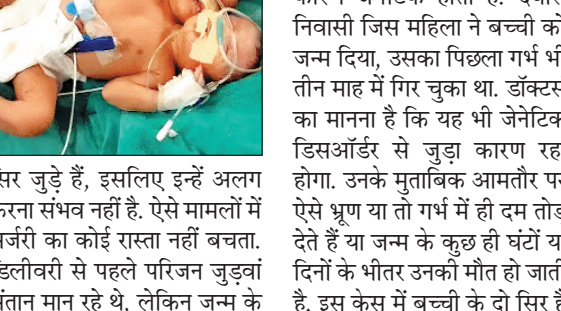 सिर जुड़े हैं, इसलिए इन्हें अलग
करना संभव नहीं है. ऐसे मामलों में
सर्जरी का कोई रास्ता नहीं बचता.
डिलीवरी से पहले परिजन जुड़वां
संतान मान रहे थे, लेकिन जन्म के
निवासी जिस महिला ने बच्ची को
जन्म दिया, उसका पिछला गर्भ भी
तीन माह में गिर चुका था. डॉक्टर्स
का मानना है कि यह भी जेनेटिक
डिसऑर्डर से जुड़ा कारण रहा
होगा. उनके मुताबिक आमतौर पर
ऐसे भ्रूण या तो गर्भ में ही दम तोड़
देते हैं या जन्म के कुछ ही घंटों या
दिनों के भीतर उनकी मौत हो जाती
है. इस केस में बच्ची के दो सिर हैं